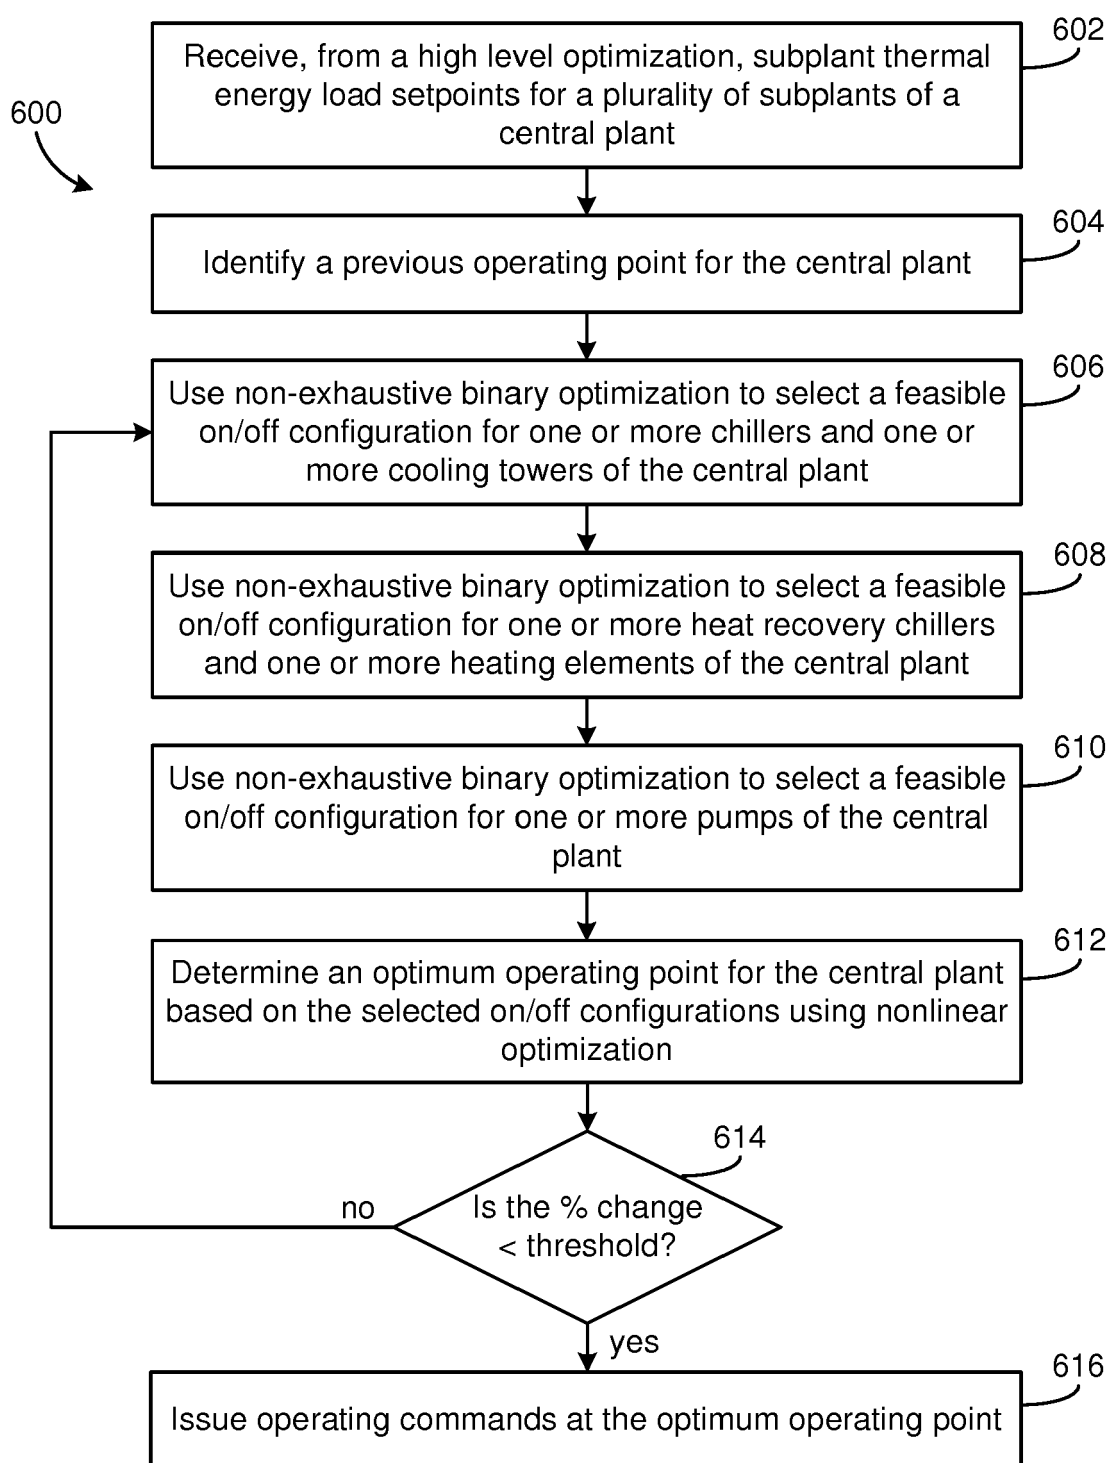 602
Receive, from a high level optimization, subplant thermal
energy load setpoints for a plurality of subplants of a
central plant
600
604
Identify a previous operating point for the central plant
606
Use non-exhaustive binary optimization to select a feasible
on/off configuration for one or more chillers and one or
more cooling towers of the central plant
608
Use non-exhaustive binary optimization to select a feasible
on/off configuration for one or more heat recovery chillers
and one or more heating elements of the central plant
610
Use non-exhaustive binary optimization to select a feasible
on/off configuration for one or more pumps of the central
plant
612
Determine an optimum operating point for the central plant
based on the selected on/off configurations using nonlinear
optimization
614
Is the % change
< threshold?
no
yes
616
Issue operating commands at the optimum operating point